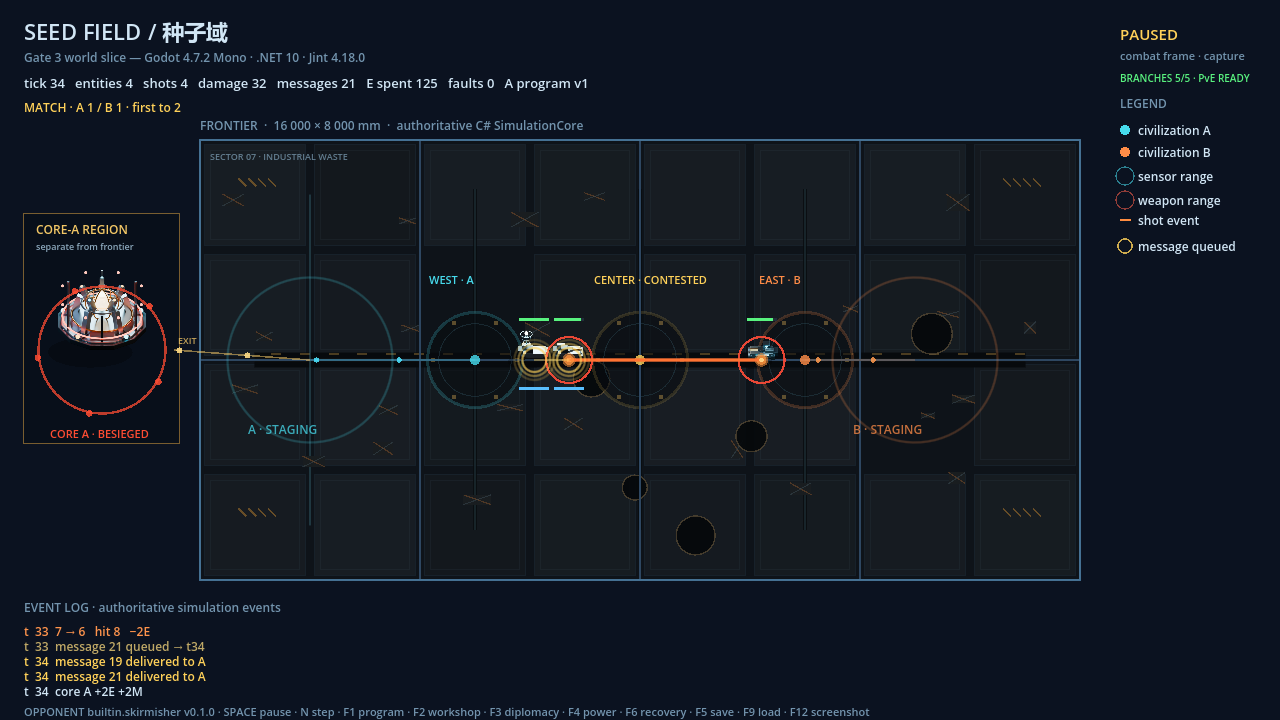 SEED FIELD / 种子域
Gate 3 world slice — Godot 4.7.2 Mono · .NET 10 · Jint 4.18.0
tick 34 entities 4 shots 4 damage 32 messages 21 E spent 125 faults 0 A program v1
MATCH · A 1 / B 1 · first to 2
FRONTIER · 16 000 × 8 000 mm · authoritative C# SimulationCore
SECTOR 07 · INDUSTRIAL WASTE
CORE-A REGION
separate from frontier
EXIT
CORE A · BESIEGED
WEST · A
CENTER · CONTESTED
EAST · B
A · STAGING
B · STAGING
PAUSED
combat frame · capture
BRANCHES 5/5 · PvE READY
LEGEND
civilization A
civilization B
sensor range
weapon range
shot event
message queued
EVENT LOG · authoritative simulation events
t 33 7 → 6 hit 8 −2E
t 33 message 21 queued → t34
t 34 message 19 delivered to A
t 34 message 21 delivered to A
t 34 core A +2E +2M
OPPONENT builtin.skirmisher v0.1.0 · SPACE pause · N step · F1 program · F2 workshop · F3 diplomacy · F4 power · F6 recovery · F5 save · F9 load · F12 screenshot